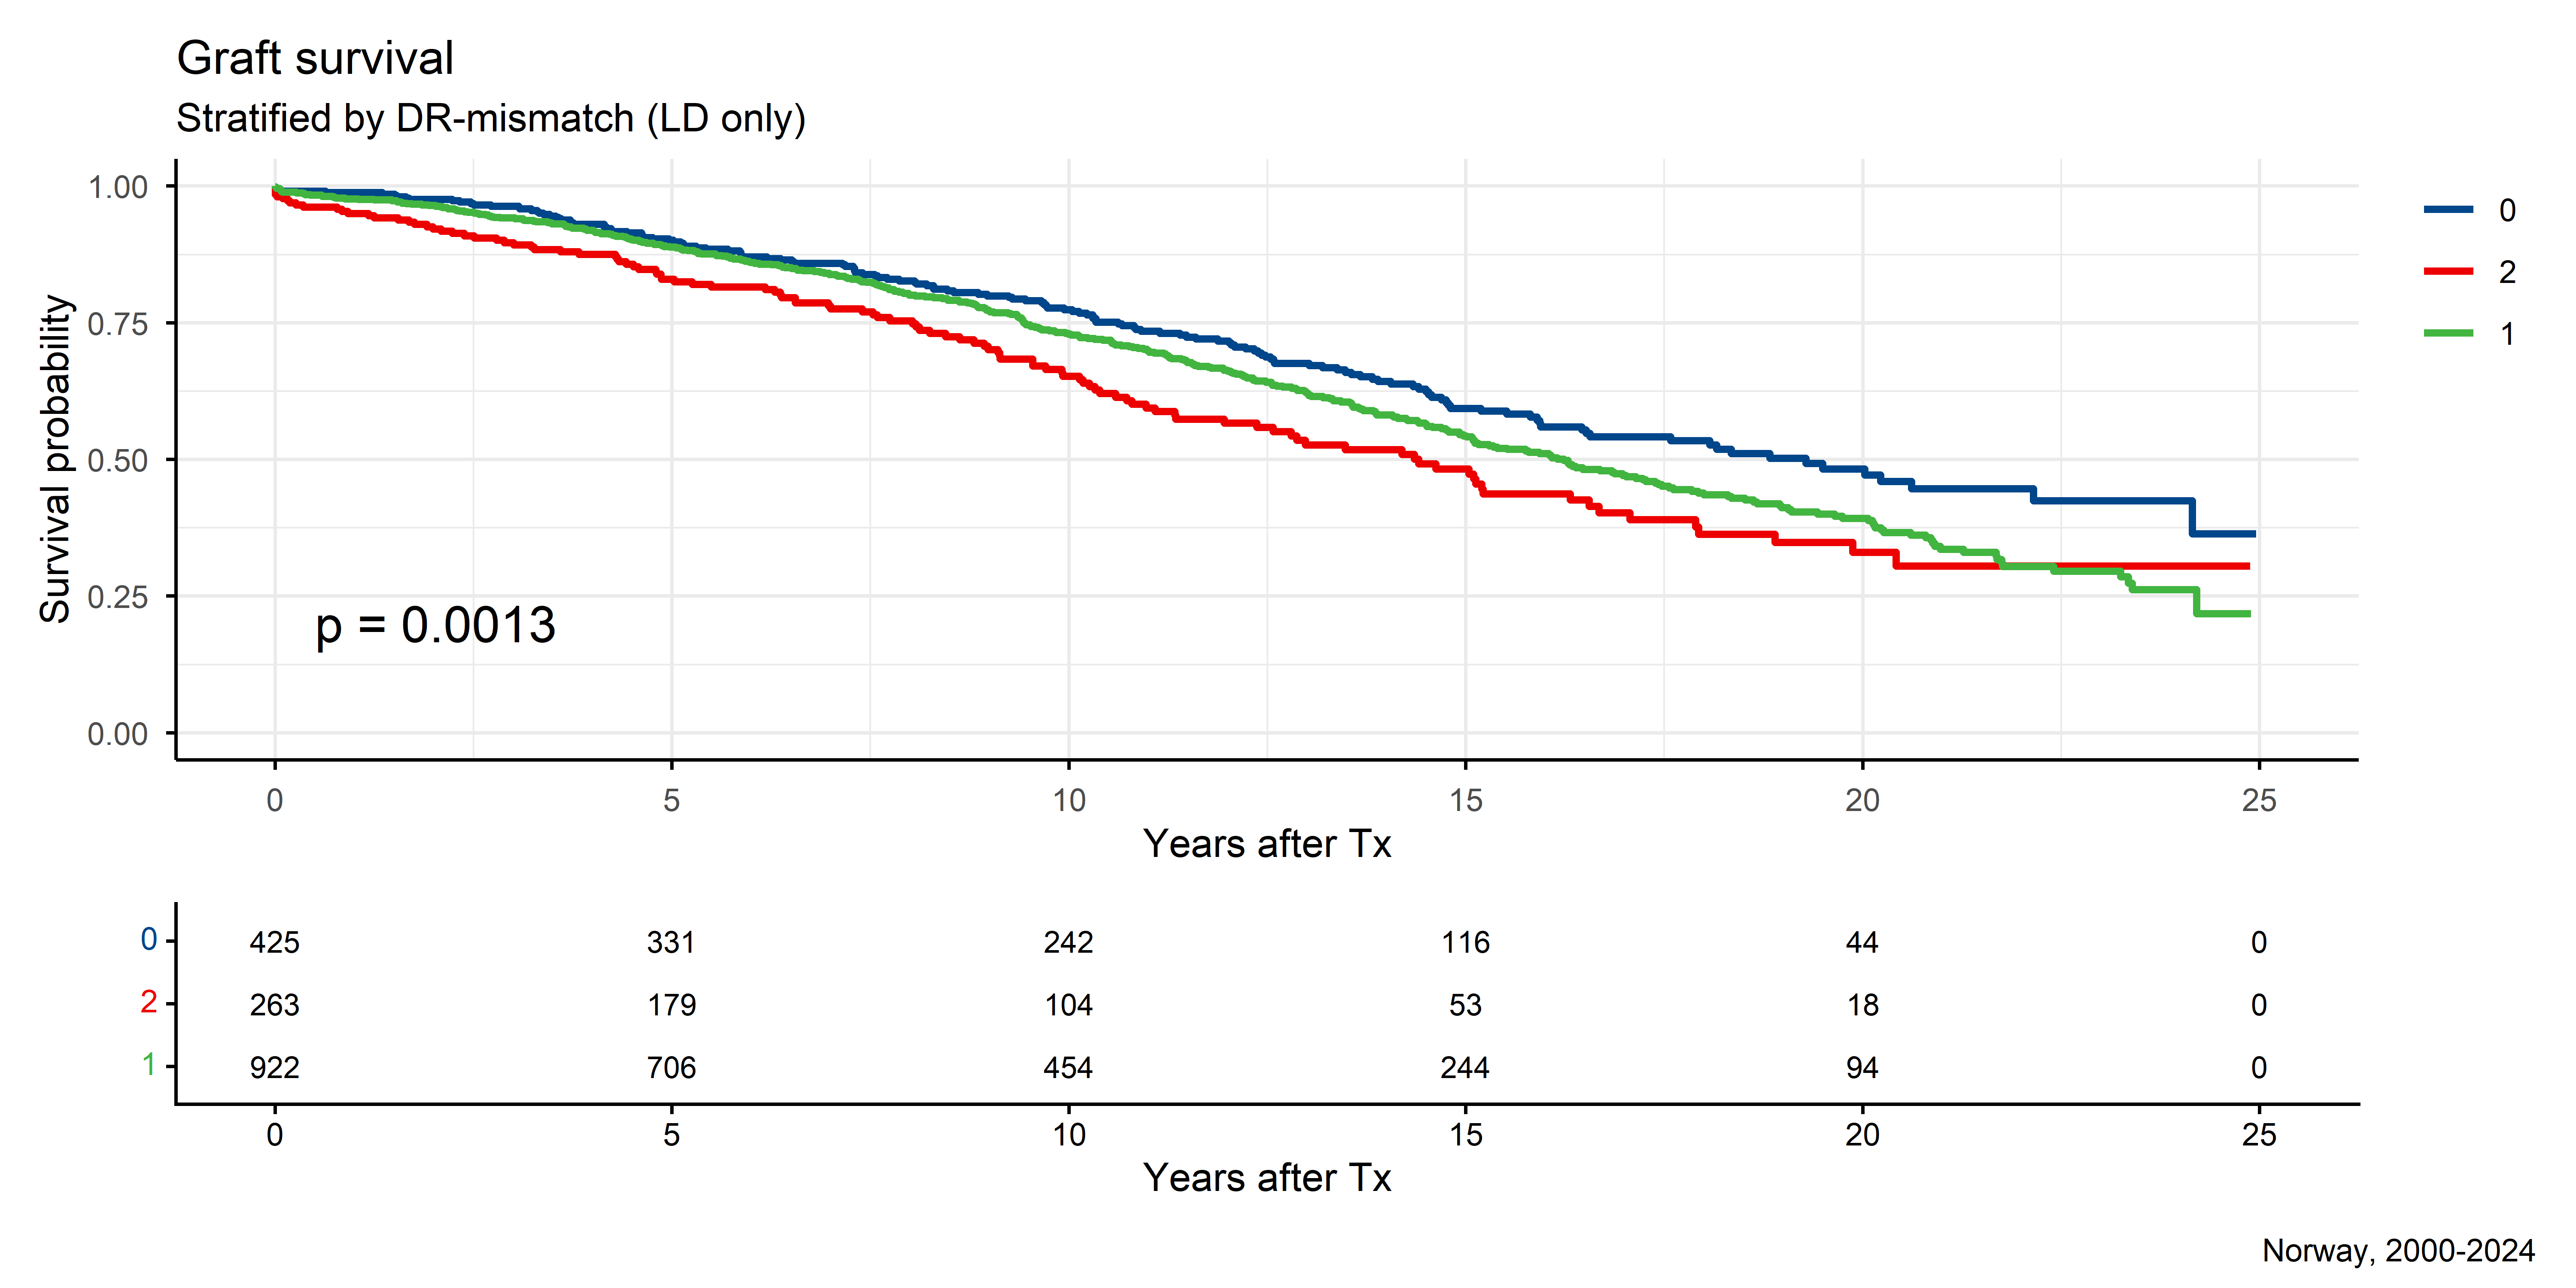 Graft survival
Stratified by DR-mismatch (LD only)
Survival probability
1.00
0.75
0.50
0.25
0.00
p = 0.0013
0
2
1
0 5 10 15 20 25
Years after Tx
0 425 331 242 116 44 0
2 263 179 104 53 18 0
1 922 706 454 244 94 0
0 5 10 15 20 25
Years after Tx
Norway, 2000-2024